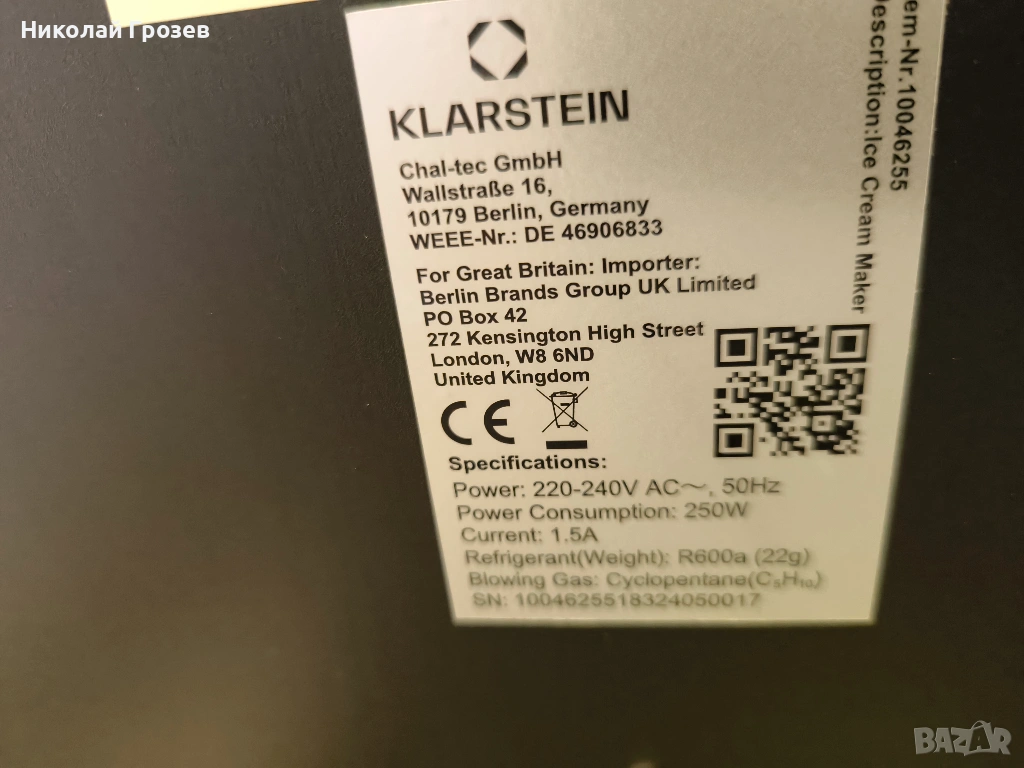 Николай Грозев
KLARSTEIN
Chal-tec GmbH
Wallstraße 16,
10179 Berlin, Germany
WEEE-Nr.: DE 46906833
For Great Britain: Importer:
Berlin Brands Group UK Limited
PO Box 42
272 Kensington High Street
London, W8 6ND
United Kingdom
CE
Specifications:
Power: 220-240V AC~, 50Hz
Power Consumption: 250W
Current: 1.5A
Refrigerant(Weight): R600a (22g)
Blowing Gas: Cyclopentane(C₅H₁₀)
SN: 1004625518324050017
em-Nr.10046255
Description:Ice Cream Maker
BAZAR